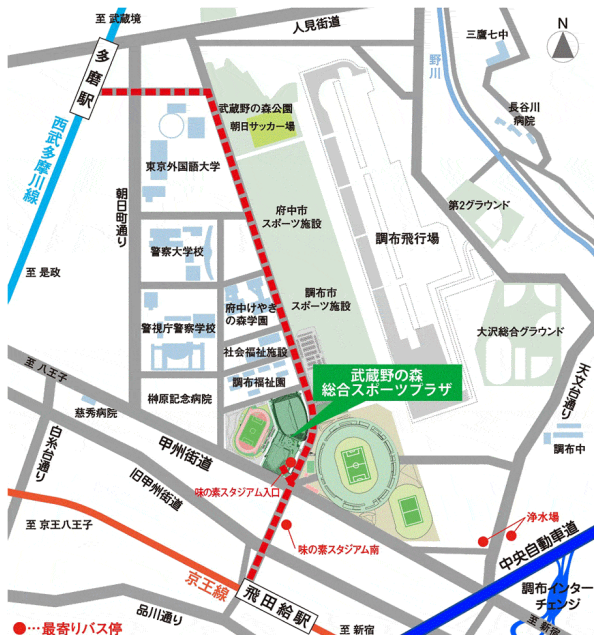 至 武蔵境
人見街道
N
三鷹七中
多磨駅
野川
武蔵野の森公園
朝日サッカー場
長谷川
病院
西武多摩川線
東京外国語大学
朝日町通り
府中市
スポーツ施設
第2グラウンド
調布飛行場
警察大学校
至 是政
府中けやき
の森学園
調布市
スポーツ施設
警視庁警察学校
大沢総合グラウンド
社会福祉施設
至 八王子
調布福祉園
武蔵野の森
総合スポーツプラザ
天文台通り
榊原記念病院
慈秀病院
甲州街道
白糸台通り
調布中
旧甲州街道
味の素スタジアム入口
浄水場
至 京王八王子
味の素スタジアム南
中央自動車道
京王線
飛田給駅
調布インター
チェンジ
品川通り
●…最寄りバス停
至 新宿
至 新宿